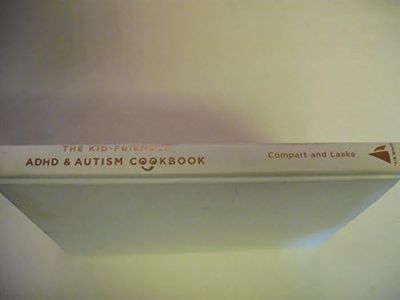 THE KID-FRIENDLY
ADHD & AUTISM COOKBOOK
Compart and Laake